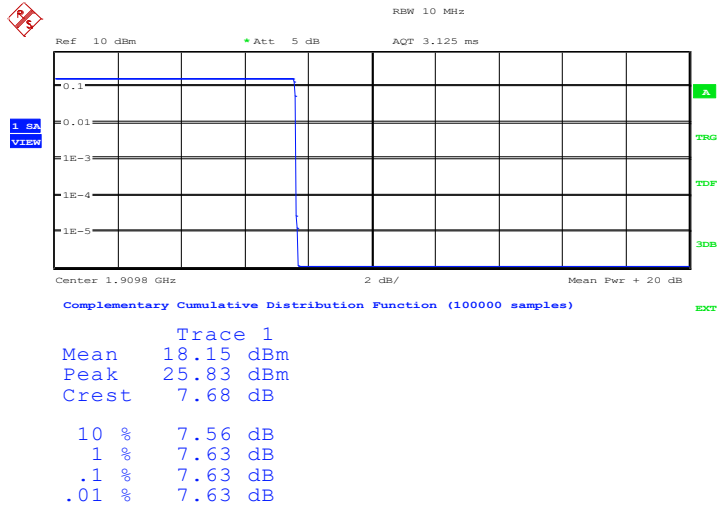 R
S
RBW 10 MHz
Ref 10 dBm * Att 5 dB AQT 3.125 ms
0.1
A
0.01
1 SA
VIEW
TRG
1E-3
TDF
1E-4
1E-5
3DB
Center 1.9098 GHz 2 dB/ Mean Pwr + 20 dB
Complementary Cumulative Distribution Function (100000 samples)
EXT
Trace 1
Mean 18.15 dBm
Peak 25.83 dBm
Crest 7.68 dB
10 % 7.56 dB
1 % 7.63 dB
.1 % 7.63 dB
.01 % 7.63 dB